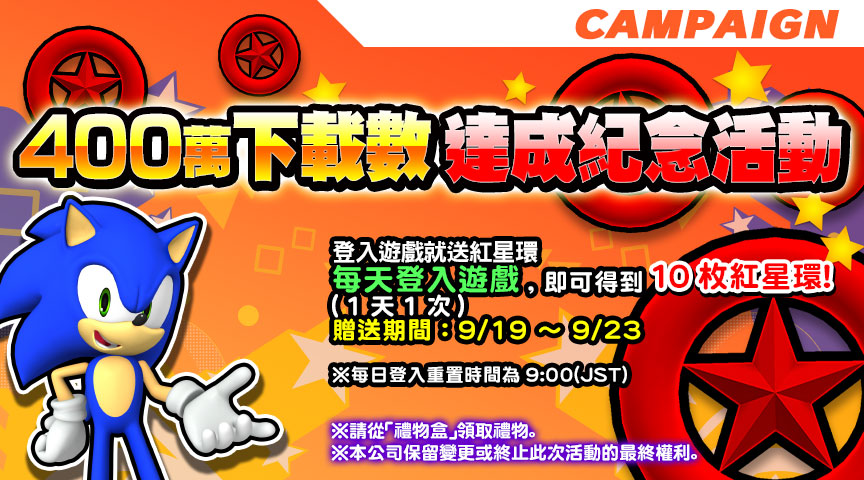 CAMPAIGN
400萬下載數 達成紀念活動
登入遊戲就送紅星環
每天登入遊戲，即可得到 10 枚紅星環!
(1 天 1 次)
贈送期間：9/19 ～ 9/23
※每日登入重置時間為 9:00(JST)
※請從「禮物盒」領取禮物。
※本公司保留變更或終止此次活動的最終權利。